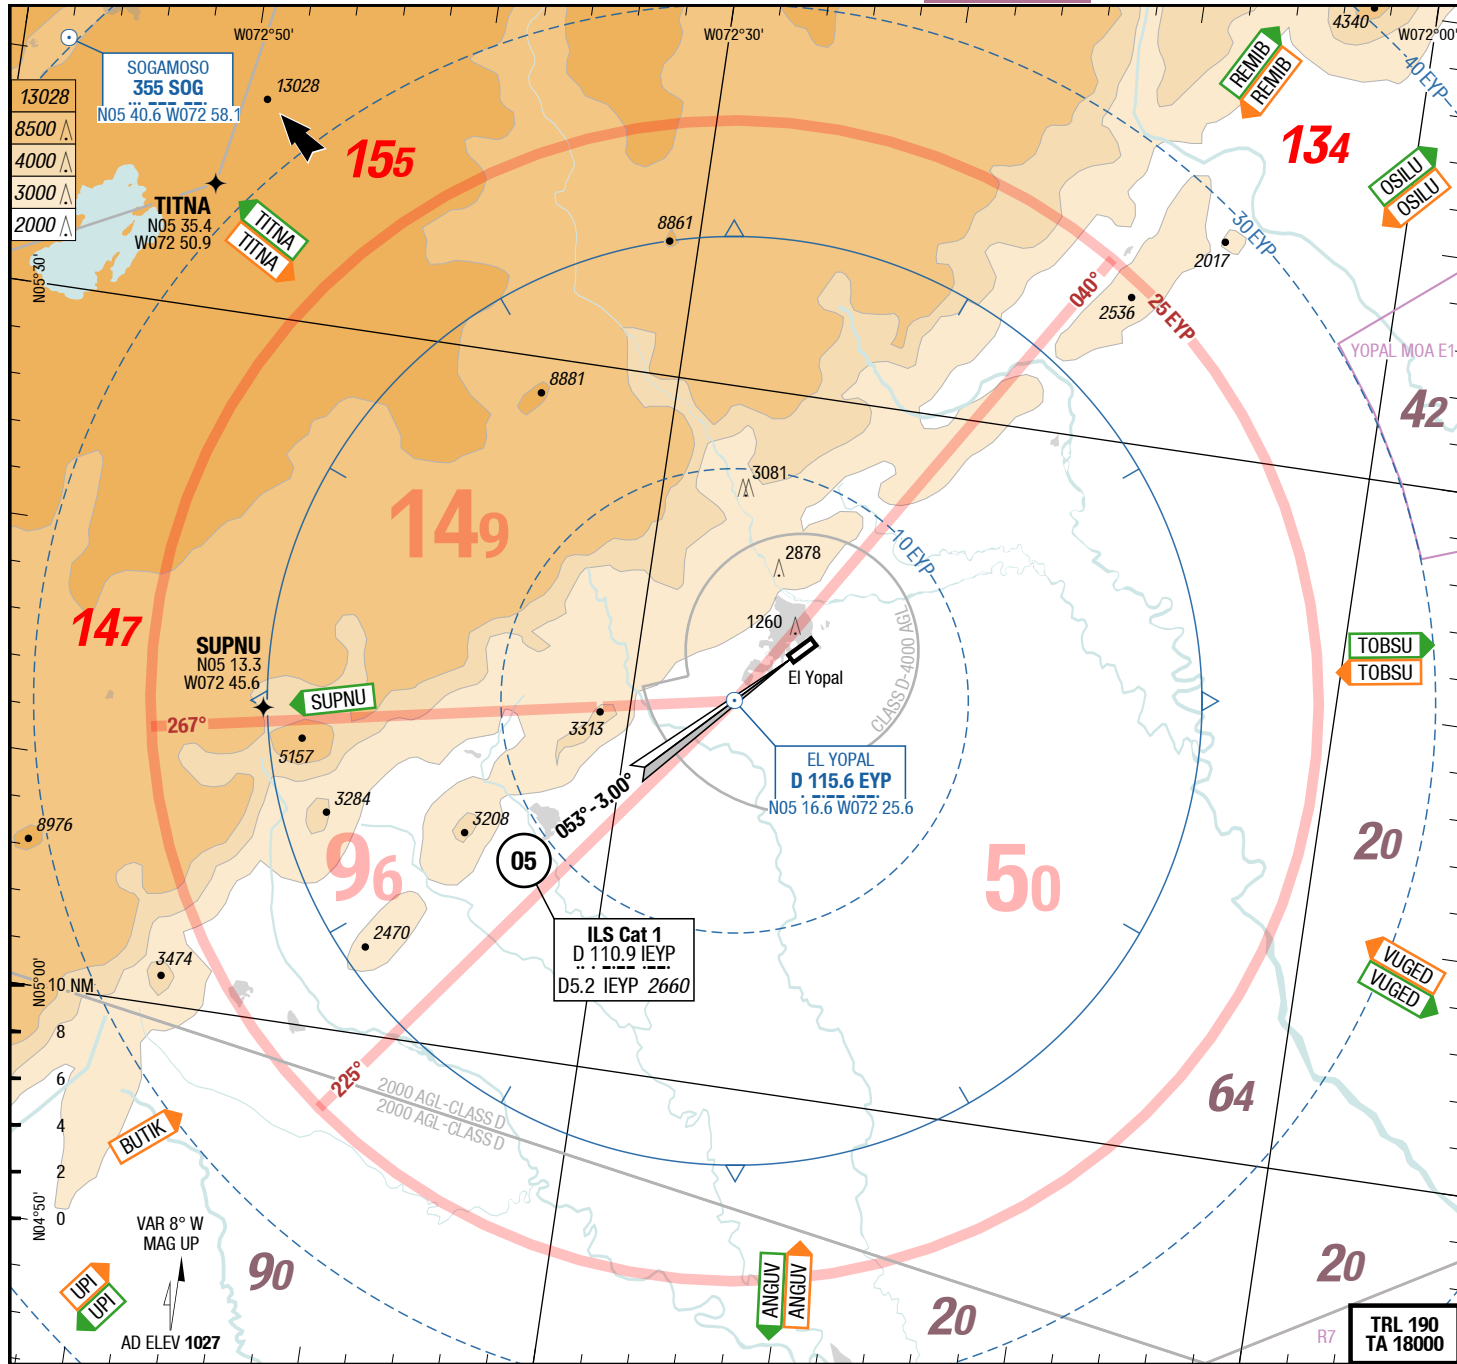 W072°50'
W072°30'
4340
W072°00'
SOGAMOSO
355 SOG
N05 40.6 W072 58.1
13028
13028
8500
4000
3000
2000
155
REMIB
REMIB
40 EYP
134
OSILU
OSILU
TITNA
N05 35.4
W072 50.9
TITNA
TITNA
8861
30 EYP
2017
N05°30'
040°
25 EYP
2536
YOPAL MOA E1
8881
42
3081
149
10 EYP
2878
147
1260
CLASS D-4000 AGL
SUPNU
N05 13.3
W072 45.6
SUPNU
El Yopal
TOBSU
TOBSU
267°
3313
5157
EL YOPAL
D 115.6 EYP
N05 16.6 W072 25.6
053° - 3.00°
3284
3208
8976
96
05
50
20
ILS Cat 1
D 110.9 IEYP
D5.2 IEYP 2660
2470
3474
VUGED
VUGED
N05°00'
10 NM
8
6
4
2
0
225°
2000 AGL-CLASS D
2000 AGL-CLASS D
64
BUTIK
N04°50'
VAR 8° W
MAG UP
90
UPI
UPI
ANGUV
ANGUV
20
20
AD ELEV 1027
R7
TRL 190
TA 18000